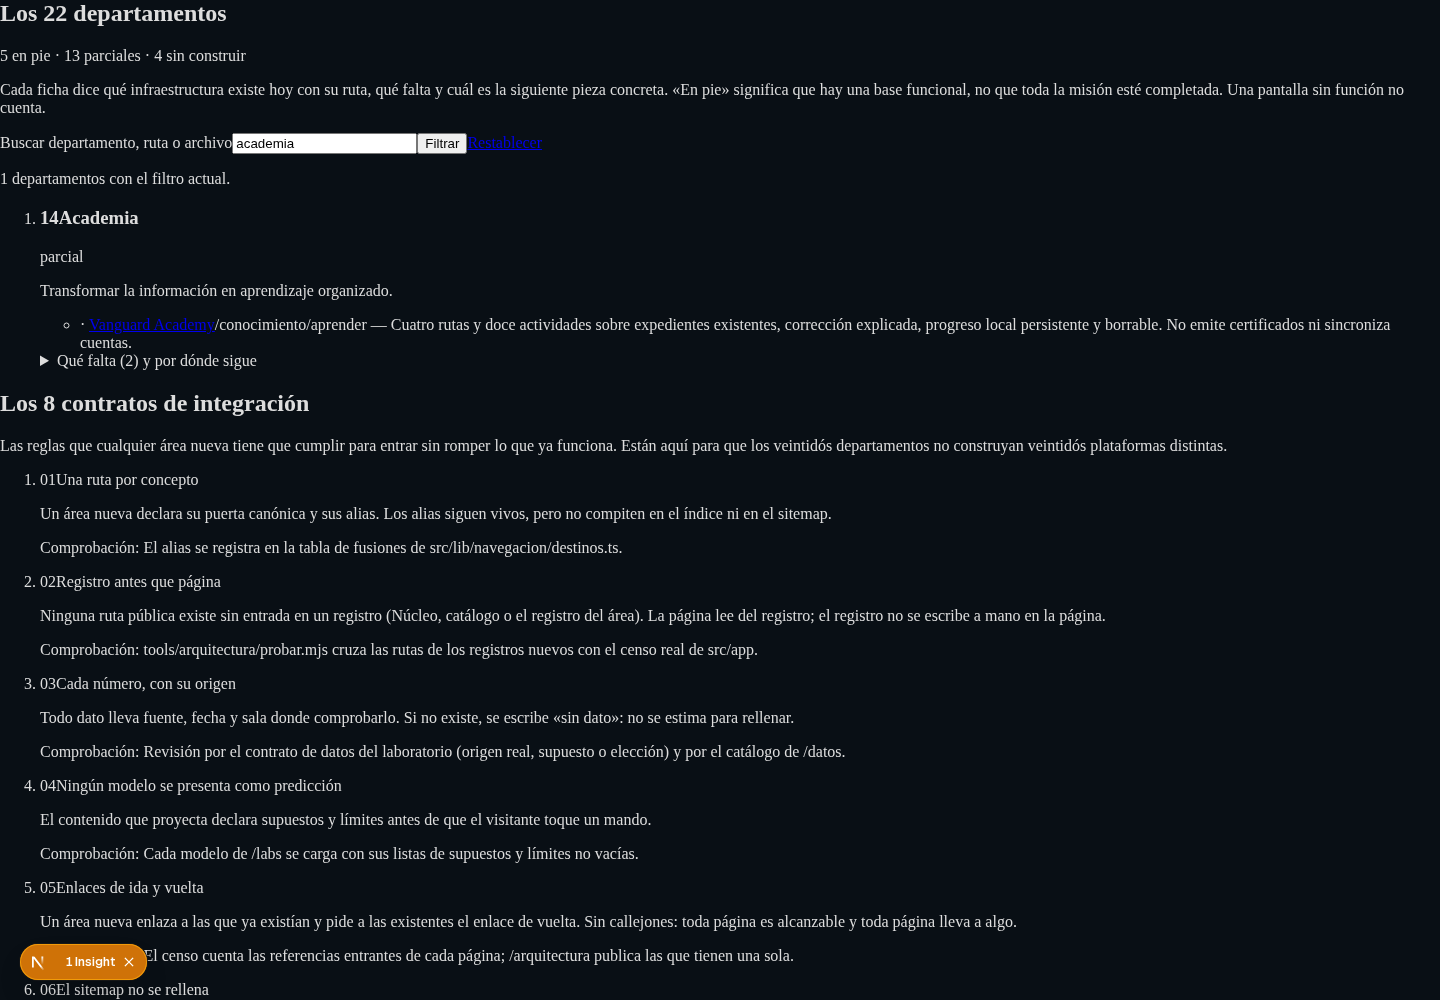 Los 22 departamentos
5 en pie · 13 parciales · 4 sin construir
Cada ficha dice qué infraestructura existe hoy con su ruta, qué falta y cuál es la siguiente pieza concreta. «En pie» significa que hay una base funcional, no que toda la misión esté completada. Una pantalla sin función no
cuenta.
Buscar departamento, ruta o archivo academia Filtrar Restablecer
1 departamentos con el filtro actual.
1. 14Academia
parcial
Transformar la información en aprendizaje organizado.
· Vanguard Academy/conocimiento/aprender — Cuatro rutas y doce actividades sobre expedientes existentes, corrección explicada, progreso local persistente y borrable. No emite certificados ni sincroniza
cuentas.
Qué falta (2) y por dónde sigue
Los 8 contratos de integración
Las reglas que cualquier área nueva tiene que cumplir para entrar sin romper lo que ya funciona. Están aquí para que los veintidós departamentos no construyan veintidós plataformas distintas.
1. 01Una ruta por concepto
Un área nueva declara su puerta canónica y sus alias. Los alias siguen vivos, pero no compiten en el índice ni en el sitemap.
Comprobación: El alias se registra en la tabla de fusiones de src/lib/navegacion/destinos.ts.
2. 02Registro antes que página
Ninguna ruta pública existe sin entrada en un registro (Núcleo, catálogo o el registro del área). La página lee del registro; el registro no se escribe a mano en la página.
Comprobación: tools/arquitectura/probar.mjs cruza las rutas de los registros nuevos con el censo real de src/app.
3. 03Cada número, con su origen
Todo dato lleva fuente, fecha y sala donde comprobarlo. Si no existe, se escribe «sin dato»: no se estima para rellenar.
Comprobación: Revisión por el contrato de datos del laboratorio (origen real, supuesto o elección) y por el catálogo de /datos.
4. 04Ningún modelo se presenta como predicción
El contenido que proyecta declara supuestos y límites antes de que el visitante toque un mando.
Comprobación: Cada modelo de /labs se carga con sus listas de supuestos y límites no vacías.
5. 05Enlaces de ida y vuelta
Un área nueva enlaza a las que ya existían y pide a las existentes el enlace de vuelta. Sin callejones: toda página es alcanzable y toda página lleva a algo.
El censo cuenta las referencias entrantes de cada página; /arquitectura publica las que tienen una sola.
1 Insight
6. 06El sitemap no se rellena